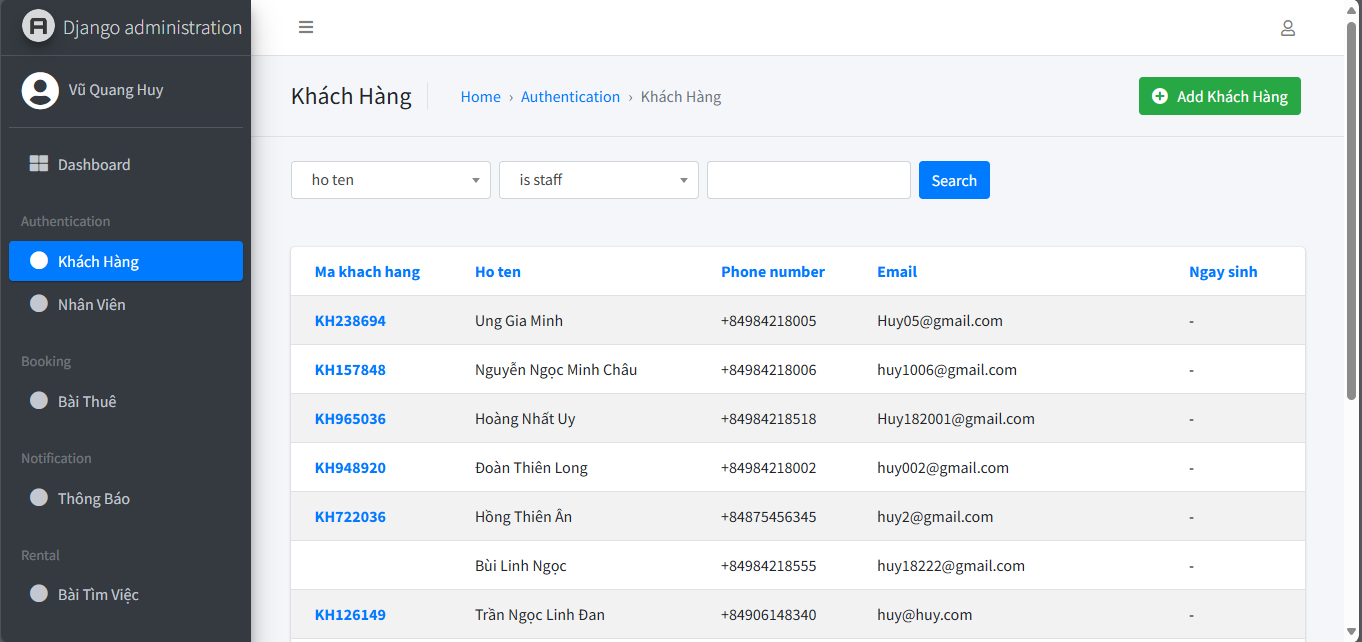 Django administration
Vũ Quang Huy
Dashboard
Authentication
Khách Hàng
Nhân Viên
Booking
Bài Thuê
Notification
Thông Báo
Rental
Bài Tìm Việc
Khách Hàng Home › Authentication › Khách Hàng Add Khách Hàng
ho ten is staff Search
Ma khach hang Ho ten Phone number Email Ngay sinh
KH238694 Ung Gia Minh +84984218005 Huy05@gmail.com -
KH157848 Nguyễn Ngọc Minh Châu +84984218006 huy1006@gmail.com -
KH965036 Hoàng Nhất Uy +84984218518 Huy182001@gmail.com -
KH948920 Đoàn Thiên Long +84984218002 huy002@gmail.com -
KH722036 Hồng Thiên Ân +84875456345 huy2@gmail.com -
Bùi Linh Ngọc +84984218555 huy18222@gmail.com -
KH126149 Trần Ngọc Linh Đan +84906148340 huy@huy.com -